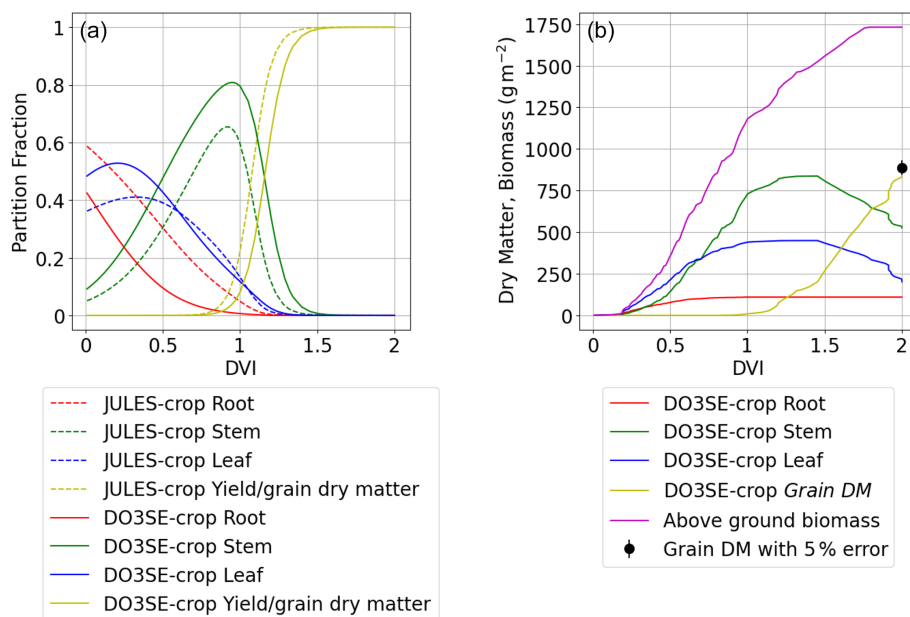 (a)
1
0.8
0.6
0.4
0.2
0
Partition Fraction
0 0.5 1 1.5 2
DVI
JULES-crop Root
JULES-crop Stem
JULES-crop Leaf
JULES-crop Yield/grain dry matter
DO3SE-crop Root
DO3SE-crop Stem
DO3SE-crop Leaf
DO3SE-crop Yield/grain dry matter
(b)
1750
1500
1250
1000
750
500
250
0
Dry Matter, Biomass (gm⁻²)
0 0.5 1 1.5 2
DVI
DO3SE-crop Root
DO3SE-crop Stem
DO3SE-crop Leaf
DO3SE-crop Grain DM
Above ground biomass
Grain DM with 5 % error